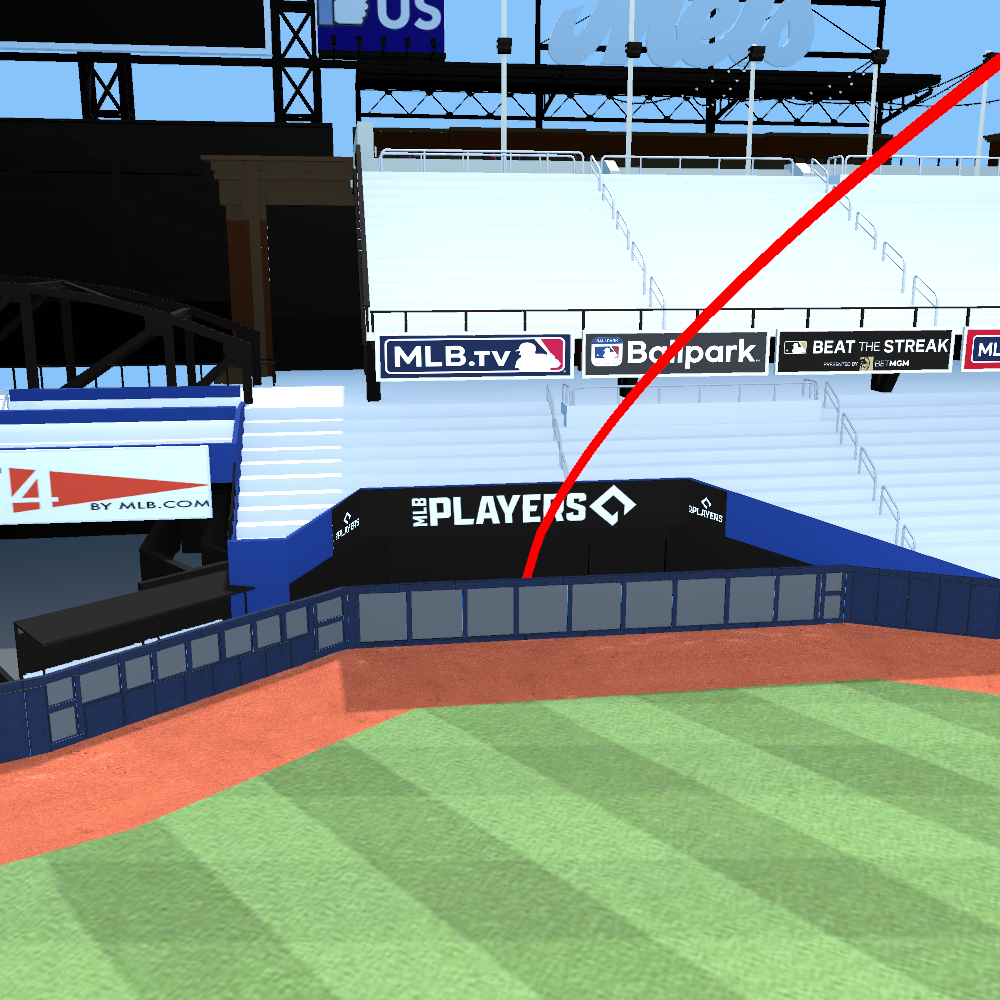 US
Mets
MLB.TV
Ballpark
BEAT THE STREAK
PRESENTED BY BETMGM
ML
4
BY MLB.COM
MLB PLAYERS
PLAYERS
PLAYERS